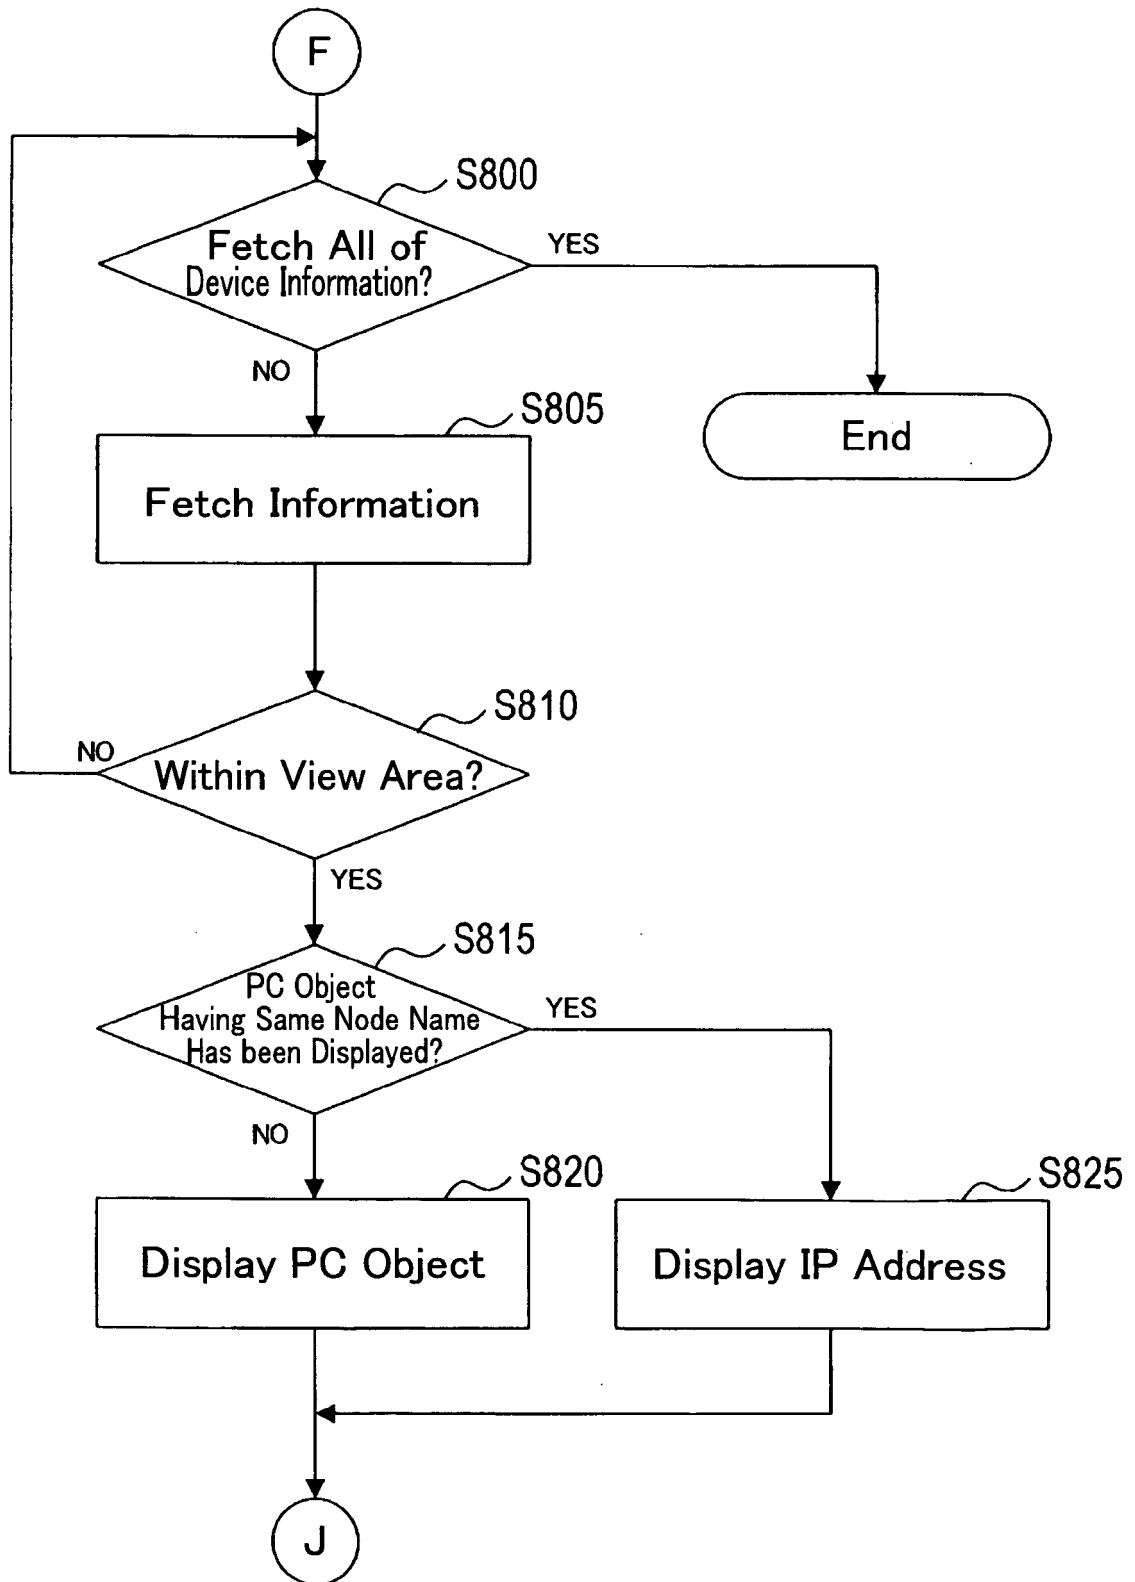 F
S800
Fetch All of
Device Information?
YES
NO
End
S805
Fetch Information
S810
NO
Within View Area?
YES
S815
PC Object
Having Same Node Name
Has been Displayed?
YES
NO
S820
Display PC Object
S825
Display IP Address
J